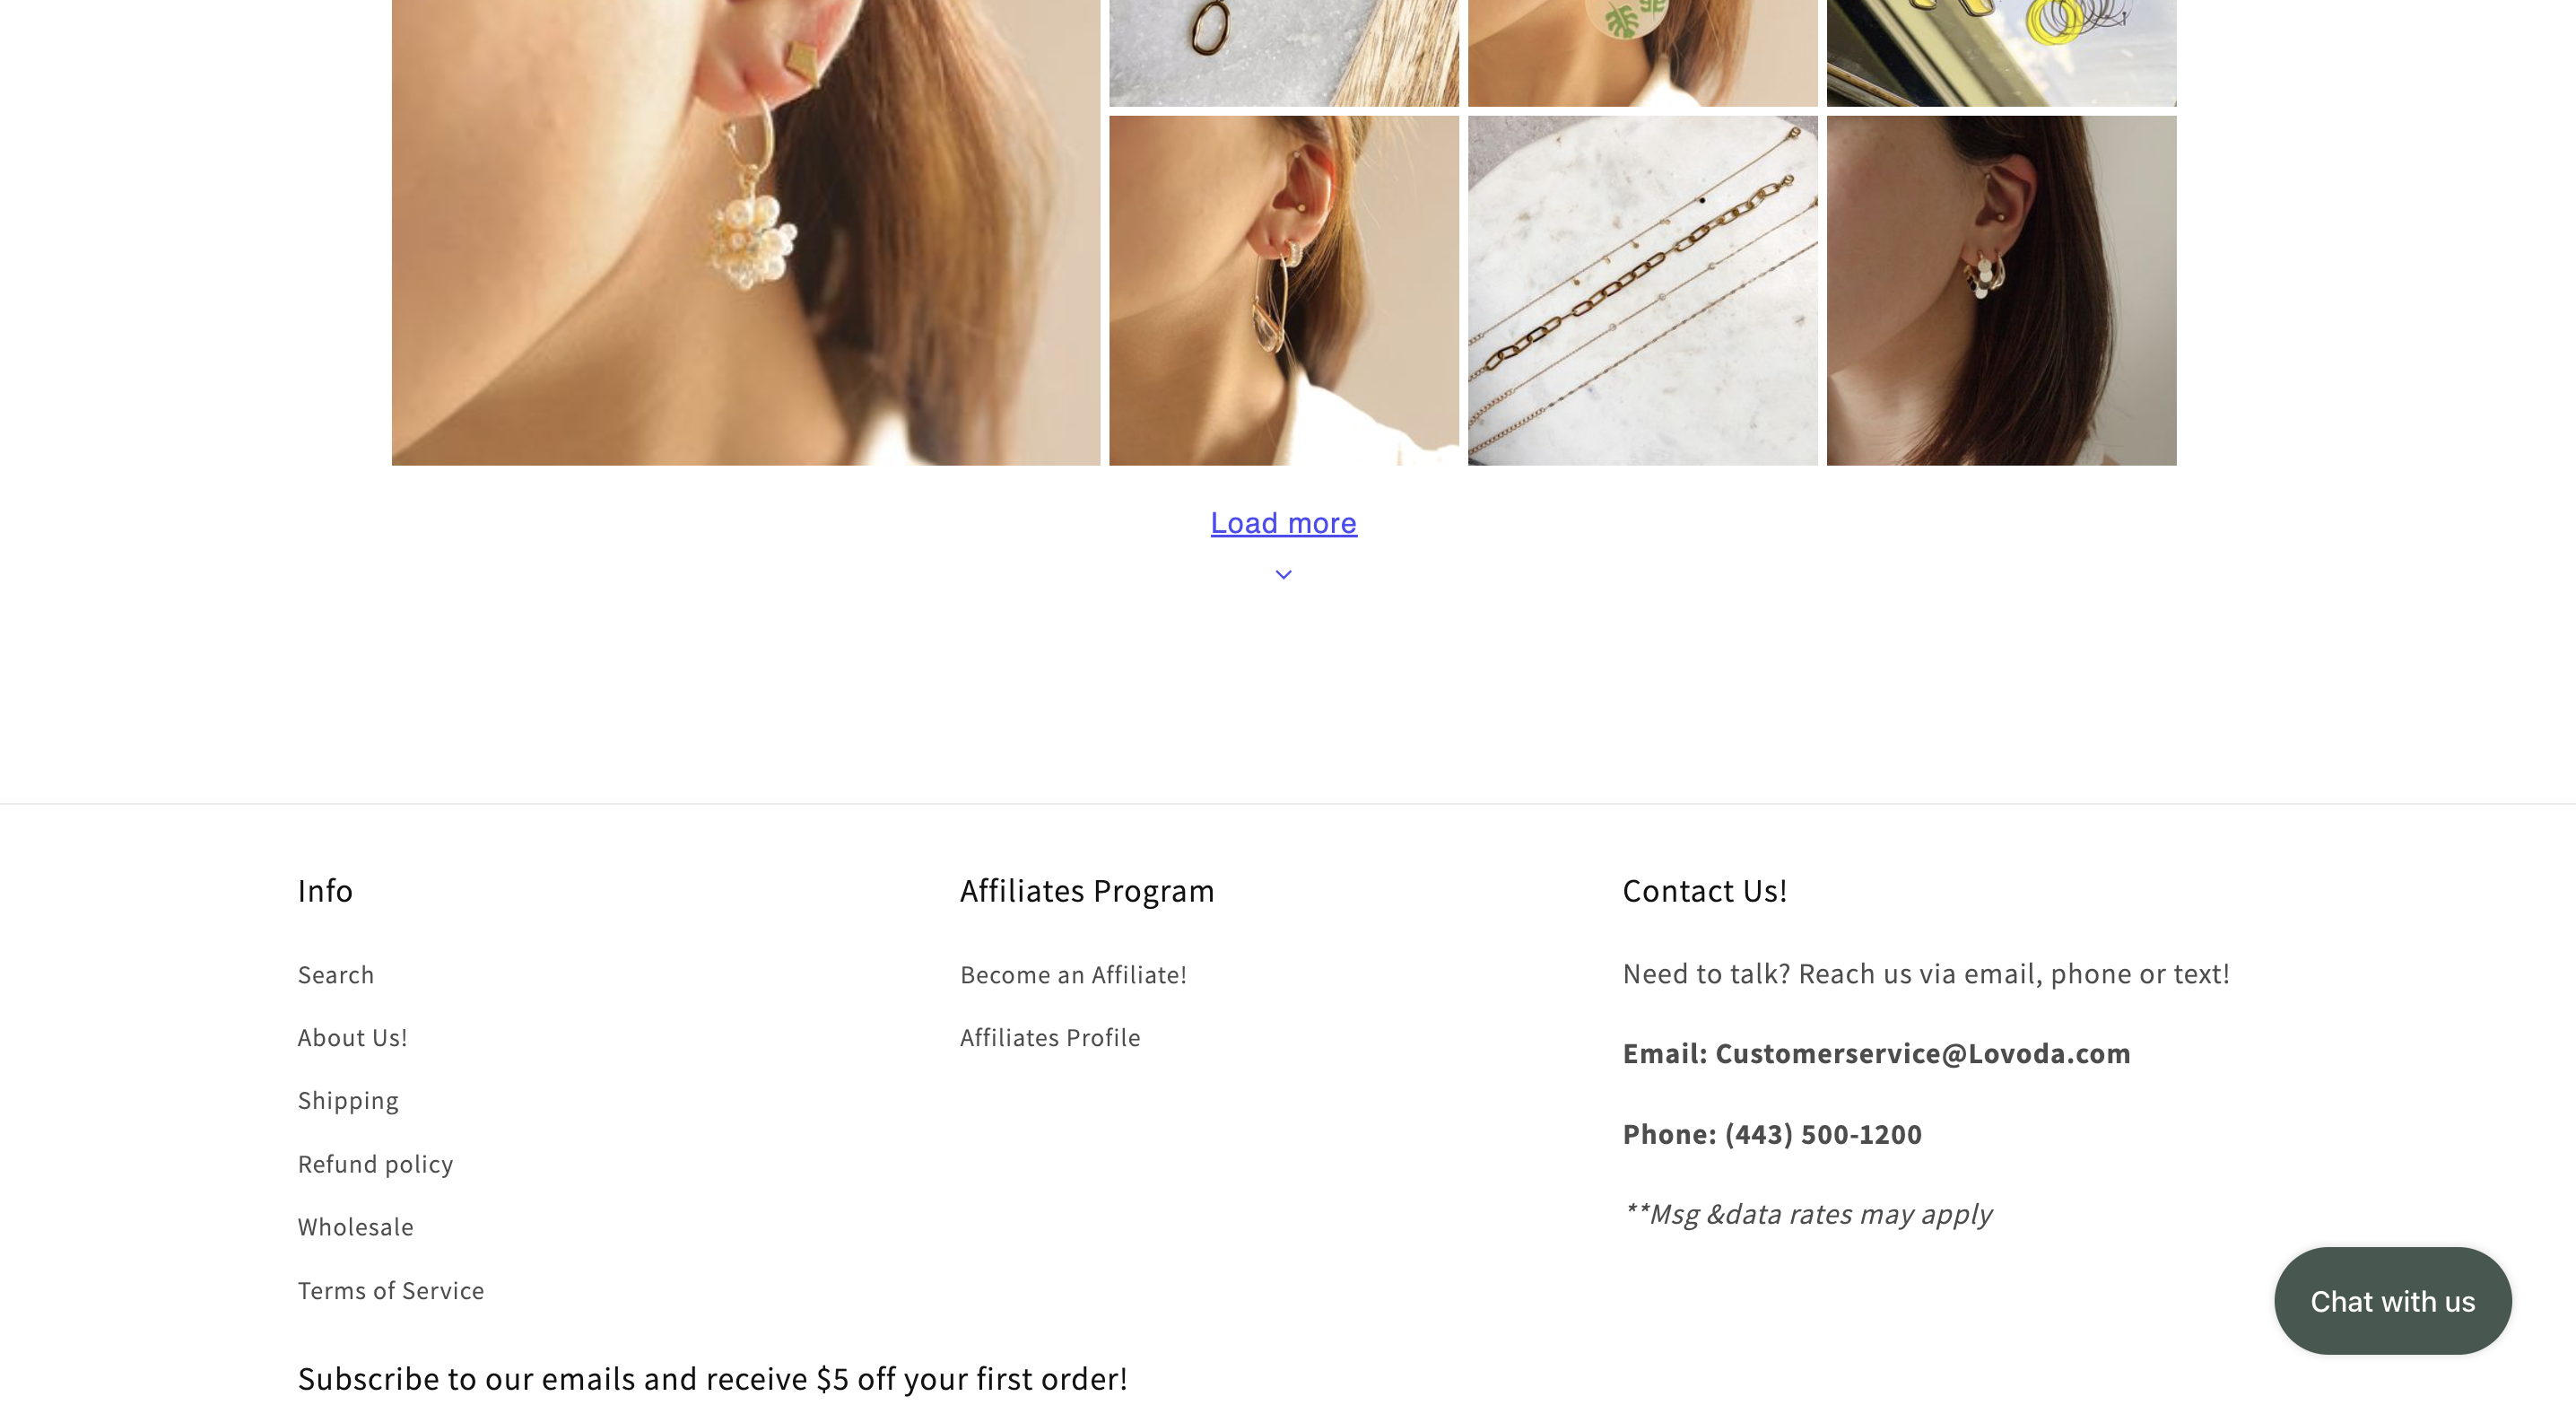 Load more
Info
Search
About Us!
Shipping
Refund policy
Wholesale
Terms of Service
Affiliates Program
Become an Affiliate!
Affiliates Profile
Contact Us!
Need to talk? Reach us via email, phone or text!
Email: Customerservice@Lovoda.com
Phone: (443) 500-1200
**Msg &data rates may apply
Chat with us
Subscribe to our emails and receive $5 off your first order!